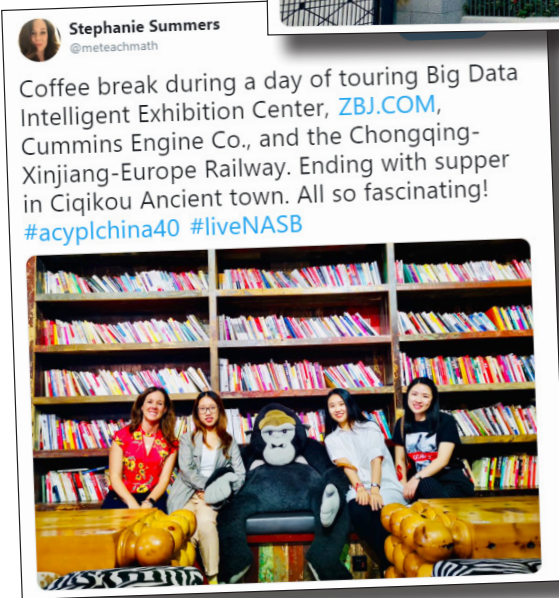 Stephanie Summers
@meteachmath
Coffee break during a day of touring Big Data
Intelligent Exhibition Center, ZBJ.COM,
Cummins Engine Co., and the Chongqing-
Xinjiang-Europe Railway. Ending with supper
in Ciqikou Ancient town. All so fascinating!
#acyplchina40 #liveNASB